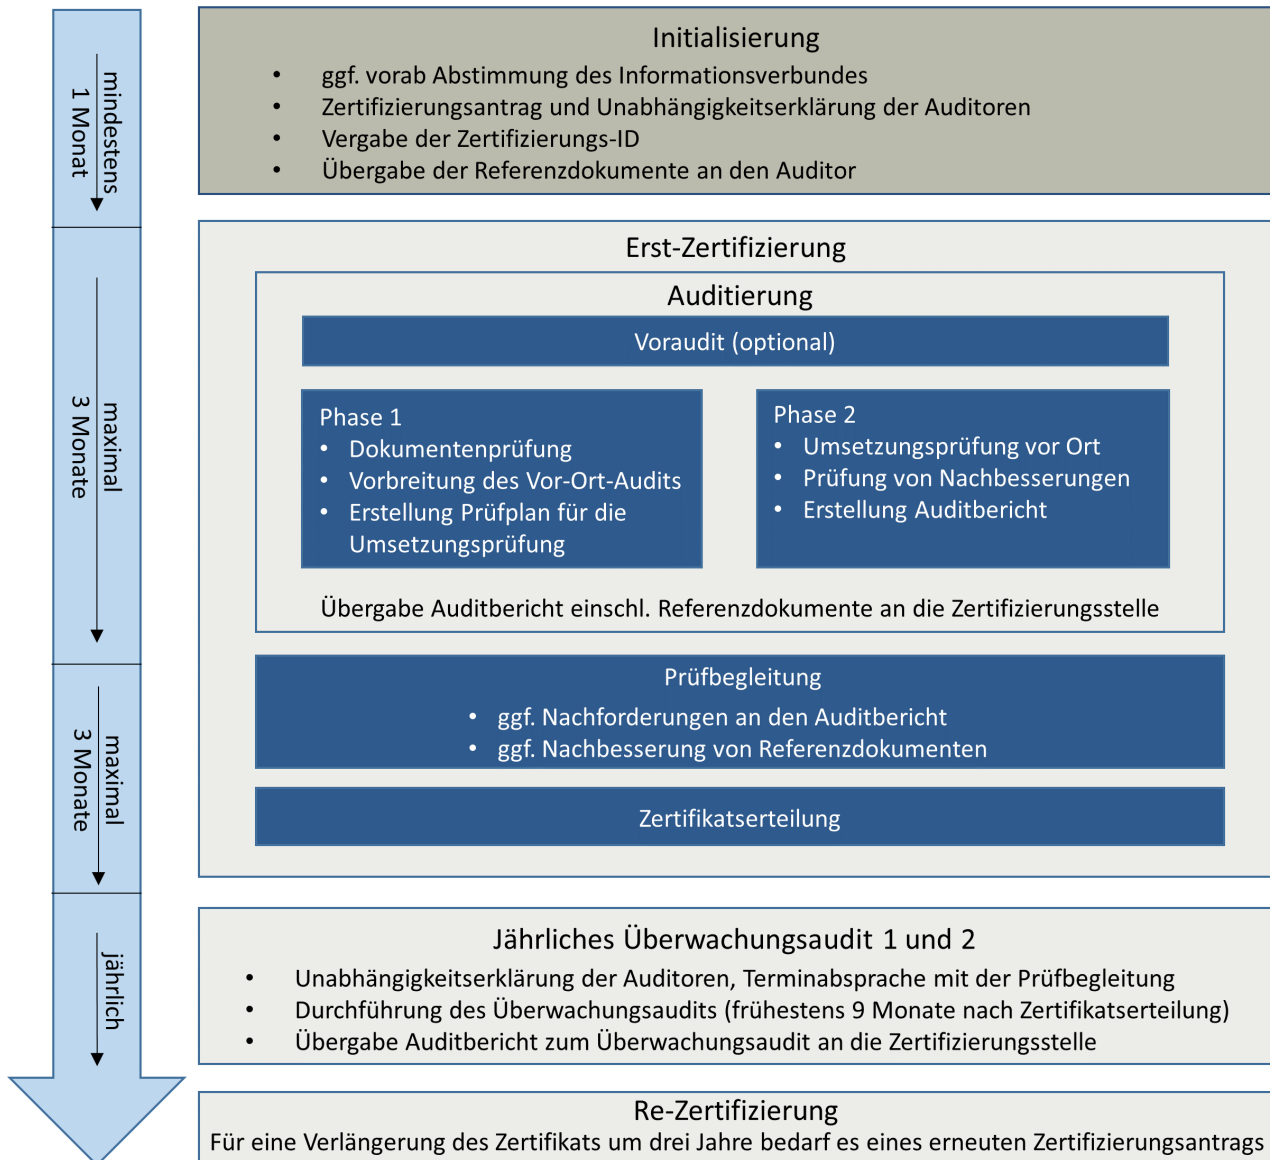 mindestens
1 Monat
Initialisierung
• ggf. vorab Abstimmung des Informationsverbundes
• Zertifizierungsantrag und Unabhängigkeitserklärung der Auditoren
• Vergabe der Zertifizierungs-ID
• Übergabe der Referenzdokumente an den Auditor
maximal
3 Monate
Erst-Zertifizierung
Auditierung
Voraudit (optional)
Phase 1
• Dokumentenprüfung
• Vorbreitung des Vor-Ort-Audits
• Erstellung Prüfplan für die
Umsetzungsprüfung
Phase 2
• Umsetzungsprüfung vor Ort
• Prüfung von Nachbesserungen
• Erstellung Auditbericht
Übergabe Auditbericht einschl. Referenzdokumente an die Zertifizierungsstelle
maximal
3 Monate
Prüfbegleitung
• ggf. Nachforderungen an den Auditbericht
• ggf. Nachbesserung von Referenzdokumenten
Zertifikatserteilung
jährlich
Jährliches Überwachungsaudit 1 und 2
• Unabhängigkeitserklärung der Auditoren, Terminabsprache mit der Prüfbegleitung
• Durchführung des Überwachungsaudits (frühestens 9 Monate nach Zertifikatserteilung)
• Übergabe Auditbericht zum Überwachungsaudit an die Zertifizierungsstelle
Re-Zertifizierung
Für eine Verlängerung des Zertifikats um drei Jahre bedarf es eines erneuten Zertifizierungsantrags